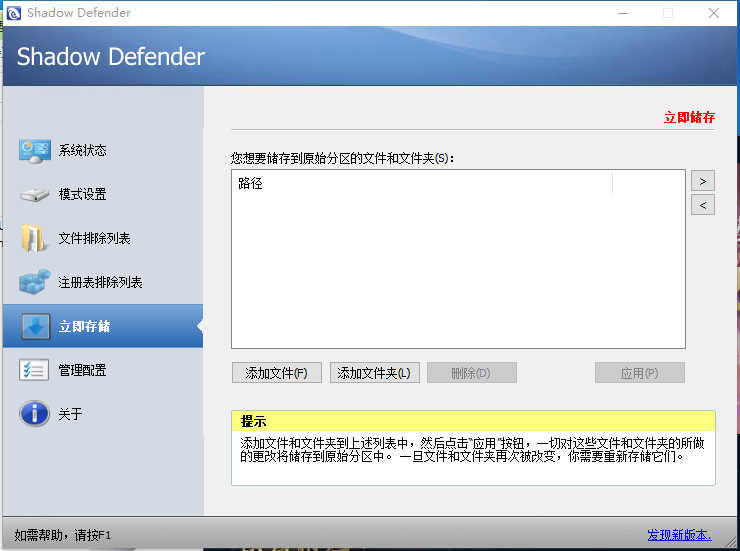 Shadow Defender
Shadow Defender
系统状态
模式设置
文件排除列表
注册表排除列表
立即存储
管理配置
关于
立即储存
您想要储存到原始分区的文件和文件夹(S):
路径
>
<
添加文件(F)
添加文件夹(L)
删除(D)
应用(P)
提示
添加文件和文件夹到上述列表中，然后点击"应用"按钮，一切对这些文件和文件夹的所做
的更改将储存到原始分区中。 一旦文件和文件夹再次被改变，你需要重新存储它们。
如需帮助，请按F1
发现新版本.